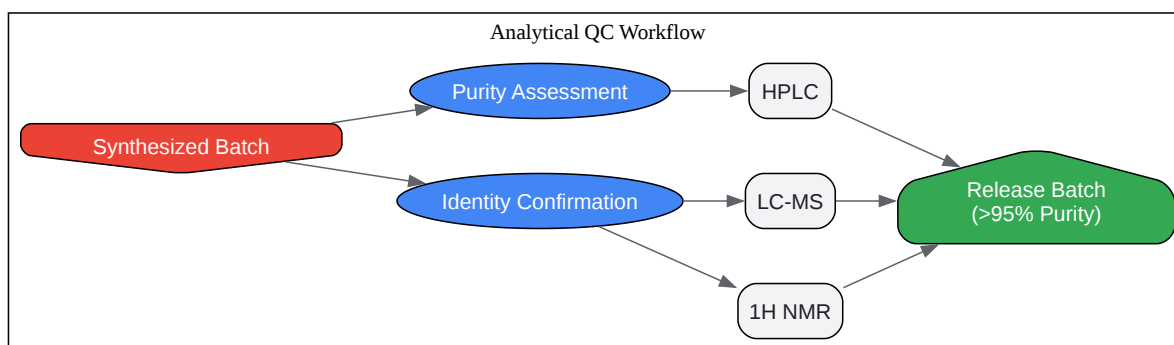 Analytical QC Workflow
Purity Assessment
HPLC
Synthesized Batch
Identity Confirmation
LC-MS
Release Batch
(>95% Purity)
1H NMR